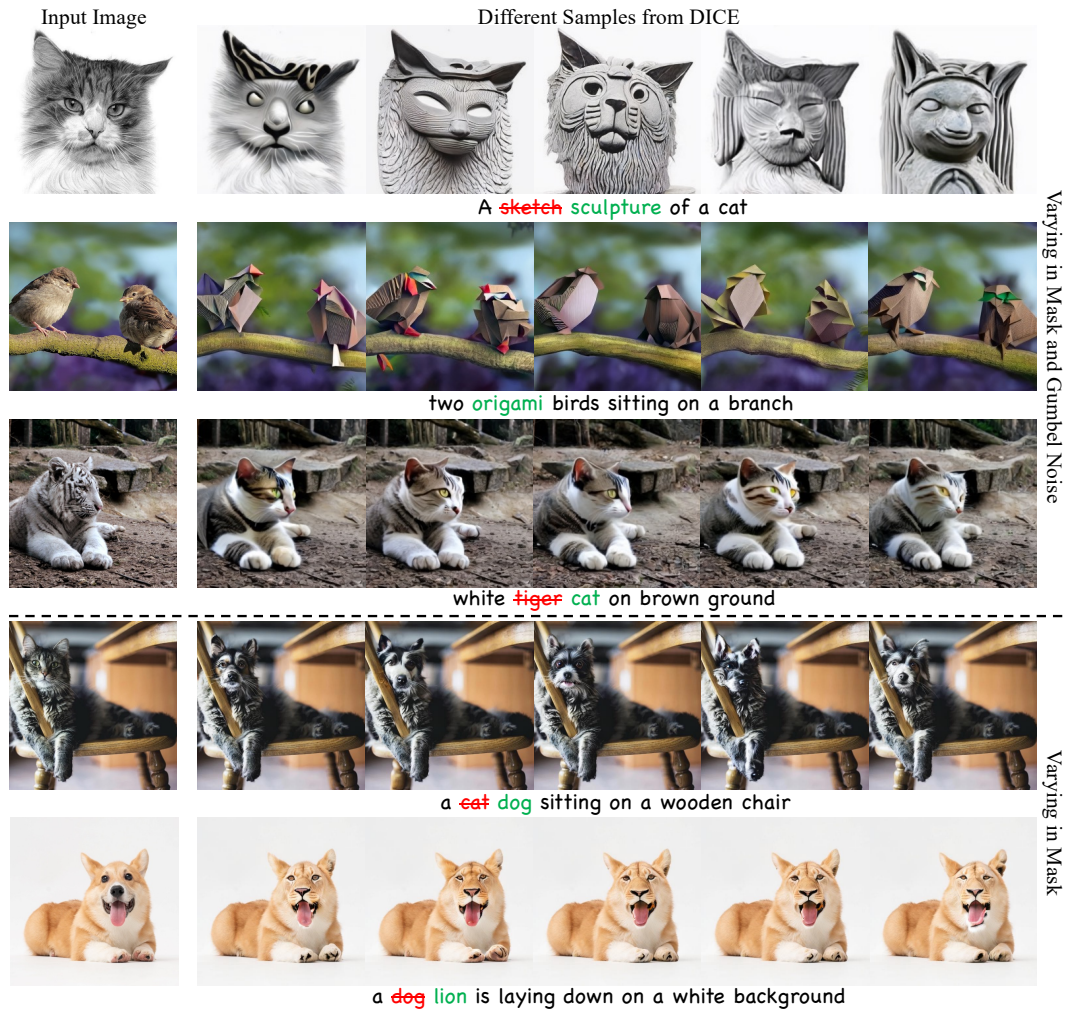 Input Image
Different Samples from DICE
A sketch sculpture of a cat
two origami birds sitting on a branch
white tiger cat on brown ground
Varying in Mask and Gumbel Noise
a cat dog sitting on a wooden chair
a dog lion is laying down on a white background
Varying in Mask